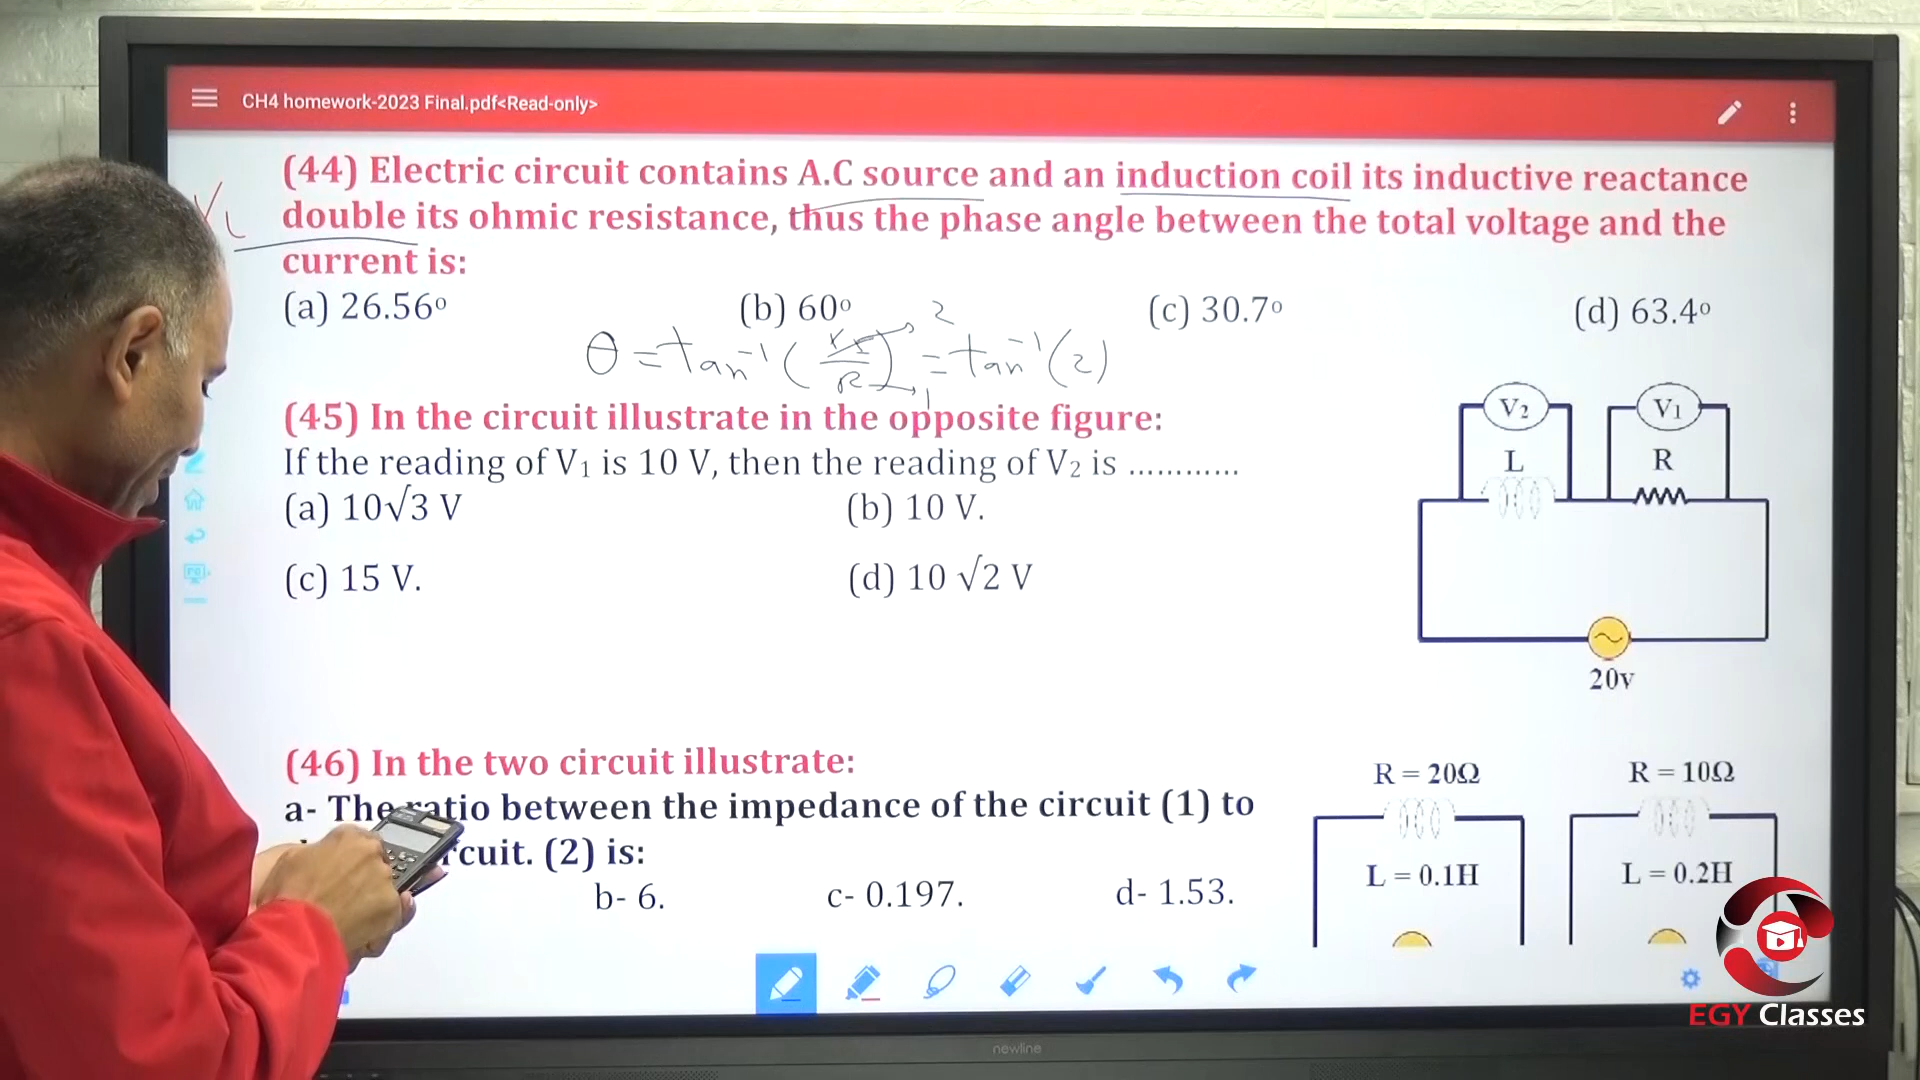 CH4 homework-2023 Final.pdf<Read-only>
(44) Electric circuit contains A.C source and an induction coil its inductive reactance
double its ohmic resistance, thus the phase angle between the total voltage and the
current is:
(a) 26.56° (b) 60° (c) 30.7° (d) 63.4°
θ = tan⁻¹ ( / R) = tan⁻¹ (2)
2
1
(45) In the circuit illustrate in the opposite figure:
If the reading of V₁ is 10 V, then the reading of V₂ is ............
(a) 10√3 V (b) 10 V.
(c) 15 V. (d) 10 √2 V
V₂ V₁
L R
20v
(46) In the two circuit illustrate:
a- The ratio between the impedance of the circuit (1) to
circuit. (2) is:
b- 6. c- 0.197. d- 1.53.
R = 20Ω R = 10Ω
L = 0.1H L = 0.2H
EGY Classes
newline